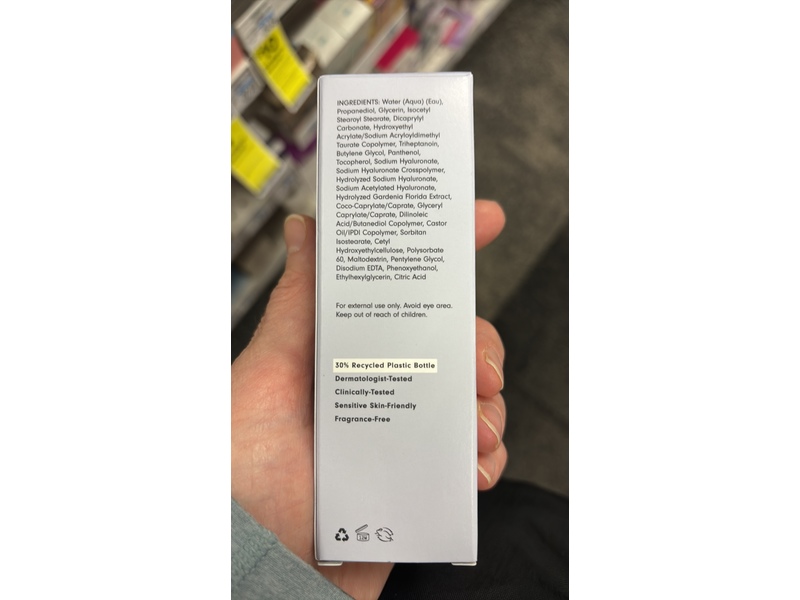 INGREDIENTS: Water (Aqua) (Eau),
Propanediol, Glycerin, Isocetyl
Stearoyl Stearate, Dicaprylyl
Carbonate, Hydroxyethyl
Acrylate/Sodium Acryloyldimethyl
Taurate Copolymer, Triheptanoin,
Butylene Glycol, Panthenol,
Tocopherol, Sodium Hyaluronate,
Sodium Hyaluronate Crosspolymer,
Hydrolyzed Sodium Hyaluronate,
Sodium Acetylated Hyaluronate,
Hydrolyzed Gardenia Florida Extract,
Coco-Caprylate/Caprate, Glyceryl
Caprylate/Caprate, Dilinoleic
Acid/Butanediol Copolymer, Castor
Oil/IPDI Copolymer, Sorbitan
Isostearate, Cetyl
Hydroxyethylcellulose, Polysorbate
60, Maltodextrin, Pentylene Glycol,
Disodium EDTA, Phenoxyethanol,
Ethylhexylglycerin, Citric Acid
For external use only. Avoid eye area.
Keep out of reach of children.
30% Recycled Plastic Bottle
Dermatologist-Tested
Clinically-Tested
Sensitive Skin-Friendly
Fragrance-Free